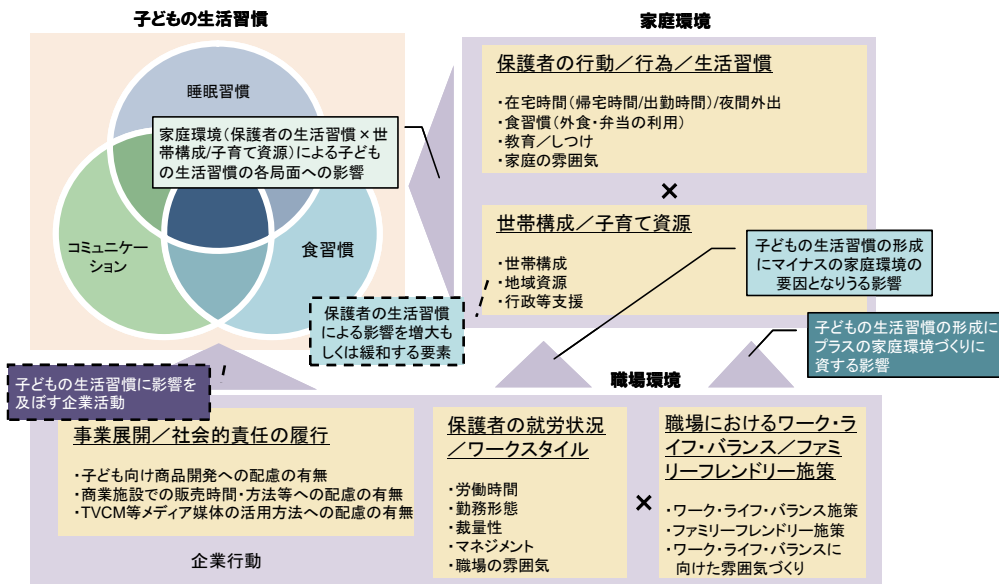 子どもの生活習慣
睡眠習慣
家庭環境(保護者の生活習慣×世
帯構成/子育て資源)による子ども
の生活習慣の各局面への影響
コミュニケー
ション
食習慣
家庭環境
保護者の行動/行為/生活習慣
・在宅時間(帰宅時間/出勤時間)/夜間外出
・食習慣(外食・弁当の利用)
・教育/しつけ
・家庭の雰囲気
×
世帯構成/子育て資源
・世帯構成
・地域資源
・行政等支援
保護者の生活習慣
による影響を増大も
しくは緩和する要素
子どもの生活習慣の形成
にマイナスの家庭環境の
要因となりうる影響
子どもの生活習慣の形成に
プラスの家庭環境づくりに
資する影響
子どもの生活習慣に影響を
及ぼす企業活動
職場環境
事業展開/社会的責任の履行
・子ども向け商品開発への配慮の有無
・商業施設での販売時間・方法等への配慮の有無
・TVCM等メディア媒体の活用方法への配慮の有無
企業行動
保護者の就労状況
/ワークスタイル
・労働時間
・勤務形態
・裁量性
・マネジメント
・職場の雰囲気
×
職場におけるワーク・ラ
イフ・バランス/ファミ
リーフレンドリー施策
・ワーク・ライフ・バランス施策
・ファミリーフレンドリー施策
・ワーク・ライフ・バランスに
向けた雰囲気づくり